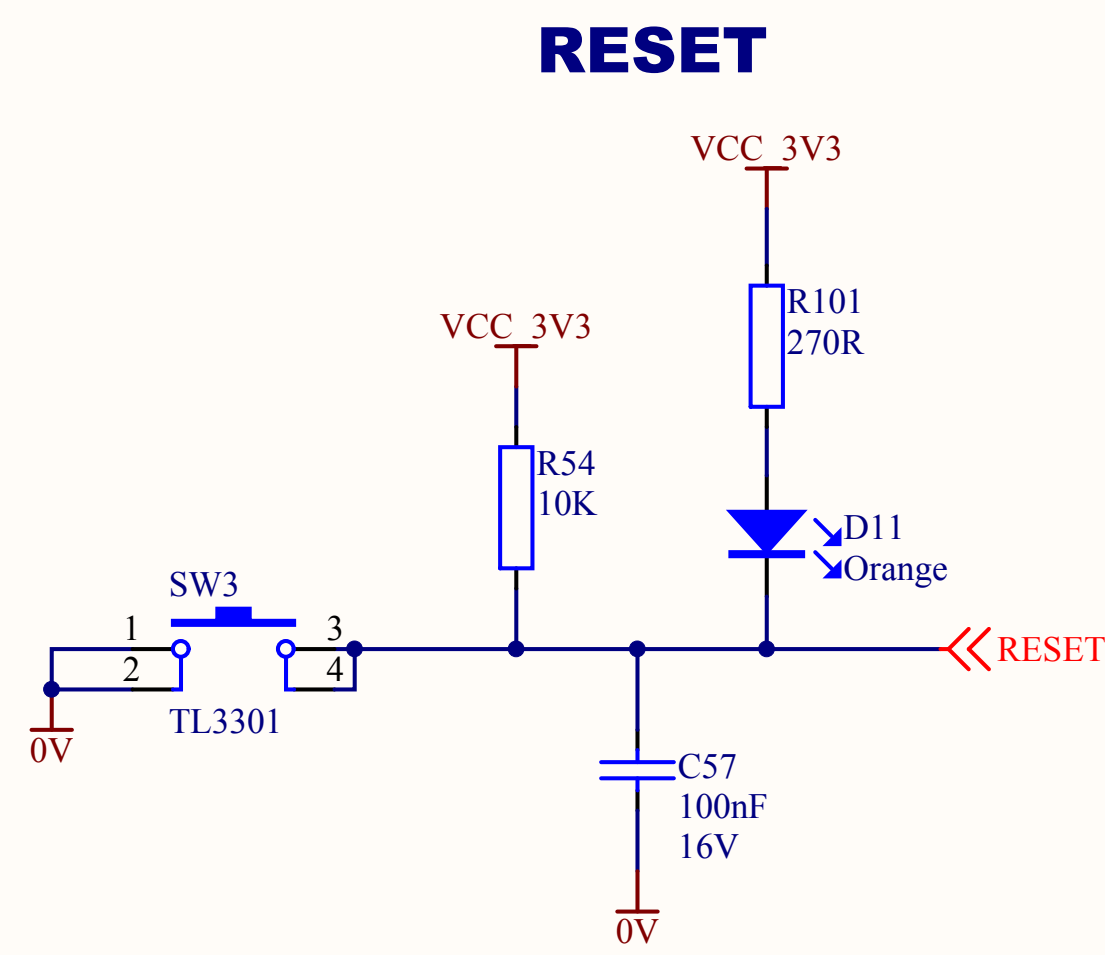 RESET
VCC_3V3
R101
270R
VCC_3V3
R54
10K
D11
Orange
SW3
1
3
2
4
RESET
TL3301
0V
C57
100nF
16V
0V